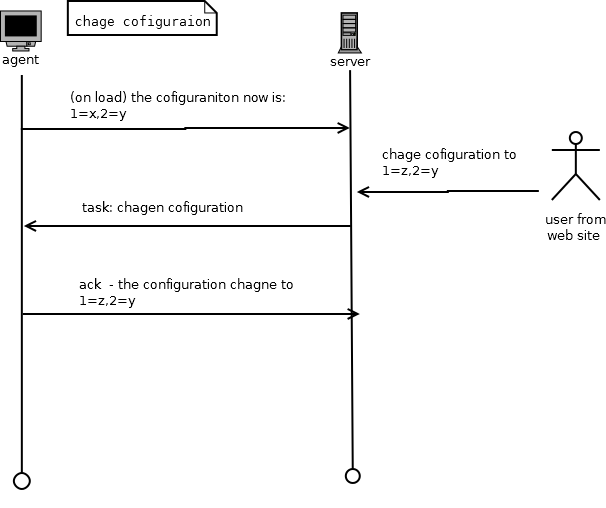 chage cofiguraion
agent
server
(on load) the cofiguraniton now is:
1=x,2=y
chage cofiguration to
1=z,2=y
task: chagen cofiguration
user from
web site
ack  - the configuration chagne to
1=z,2=y